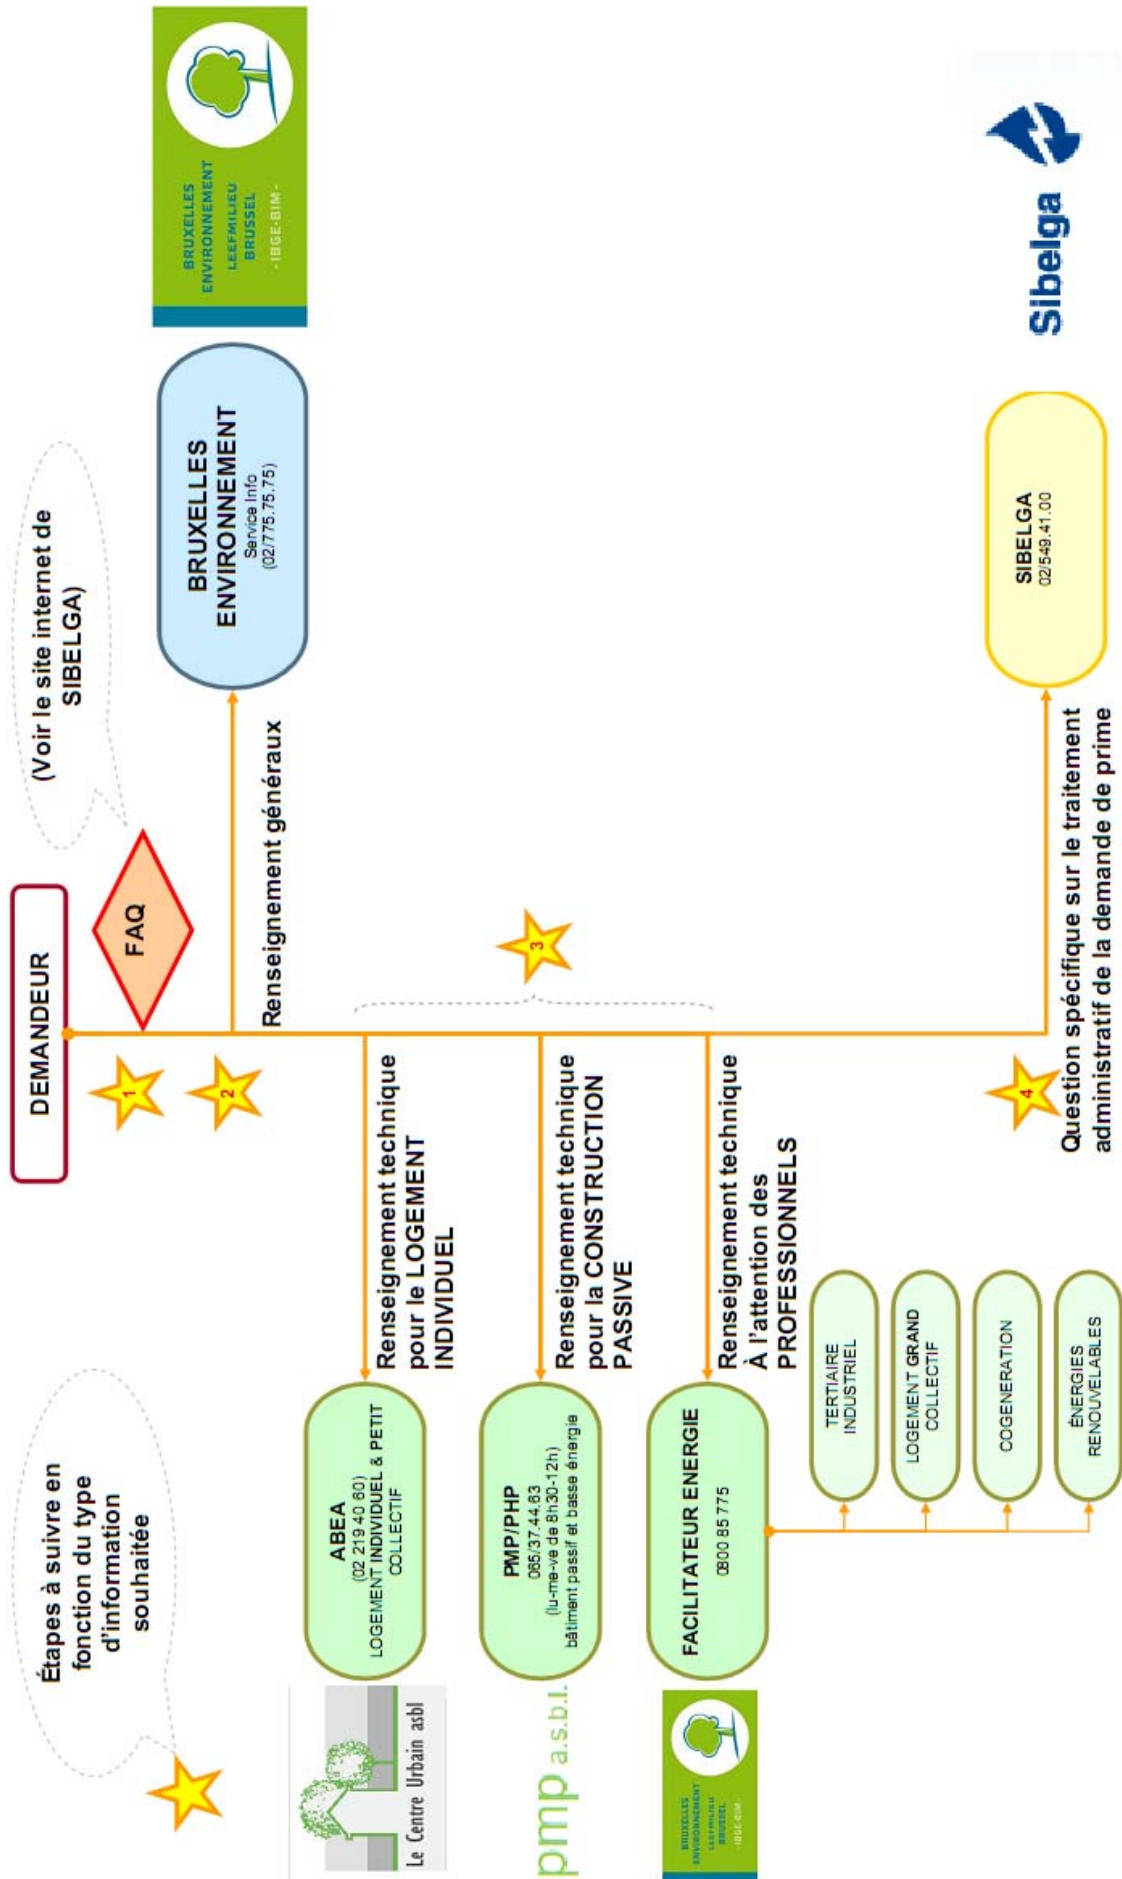 Étapes à suivre en
fonction du type
d'information
souhaitée
DEMANDEUR
(Voir le site internet de
SIBELGA)
1
FAQ
2
Renseignement généraux
BRUXELLES
ENVIRONNEMENT
Service Info
(02/775.75.75)
BRUXELLES
ENVIRONNEMENT
LEEFMILIEU
BRUSSEL
- IBGE-BIM -
Le Centre Urbain asbl
ABEA
(02 219 40 60)
LOGEMENT INDIVIDUEL & PETIT
COLLECTIF
Renseignement technique
pour le LOGEMENT
INDIVIDUEL
3
pmp a.s.b.l.
PMP/PHP
065/37.44.63
(lu-me-ve de 8h30-12h)
bâtiment passif et basse énergie
Renseignement technique
pour la CONSTRUCTION
PASSIVE
BRUXELLES
ENVIRONNEMENT
LEEFMILIEU
BRUSSEL
- IBGE-BIM -
FACILITATEUR ENERGIE
0800 85 775
Renseignement technique
À l'attention des
PROFESSIONNELS
TERTIAIRE
INDUSTRIEL
LOGEMENT GRAND
COLLECTIF
COGENERATION
ÉNERGIES
RENOUVELABLES
4
Question spécifique sur le traitement
administratif de la demande de prime
SIBELGA
02/549.41.00
Sibelga